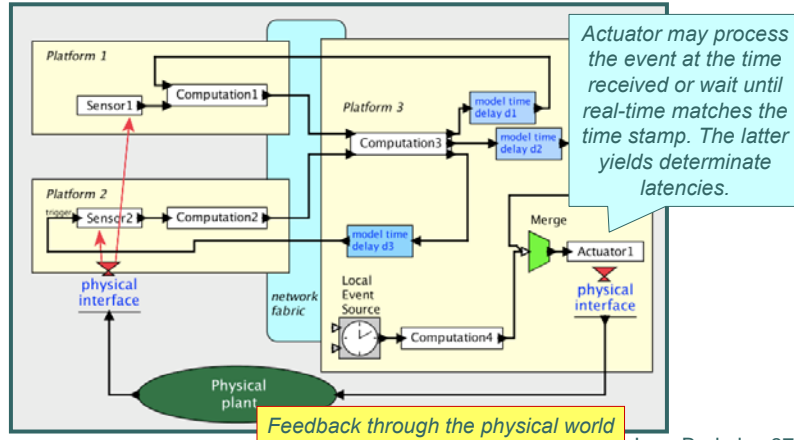 Platform 1
Sensor1
Computation1
Platform 2
trigger
Sensor2
Computation2
physical
interface
network
fabric
Platform 3
Computation3
model time
delay d1
model time
delay d2
model time
delay d3
Merge
Actuator1
physical
interface
Local
Event
Source
Computation4
Physical
plant
Actuator may process
the event at the time
received or wait until
real-time matches the
time stamp. The latter
yields determinate
latencies.
Feedback through the physical world